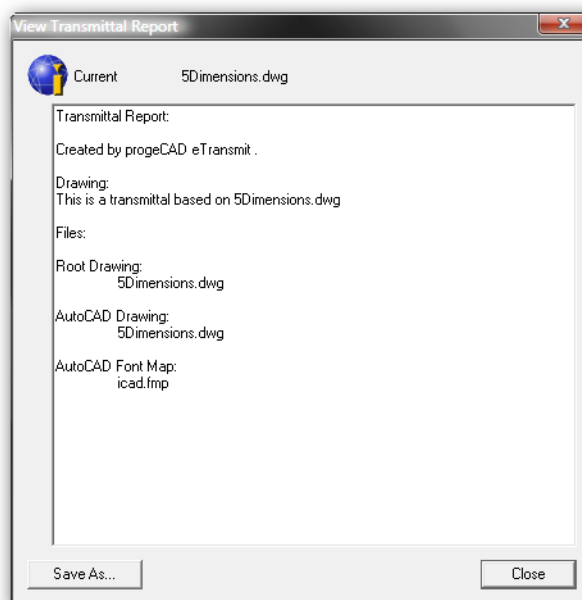 View Transmittal Report
Current 5Dimensions.dwg
Transmittal Report:
Created by progeCAD eTransmit .
Drawing:
This is a transmittal based on 5Dimensions.dwg
Files:
Root Drawing:
5Dimensions.dwg
AutoCAD Drawing:
5Dimensions.dwg
AutoCAD Font Map:
icad.fmp
Save As... Close